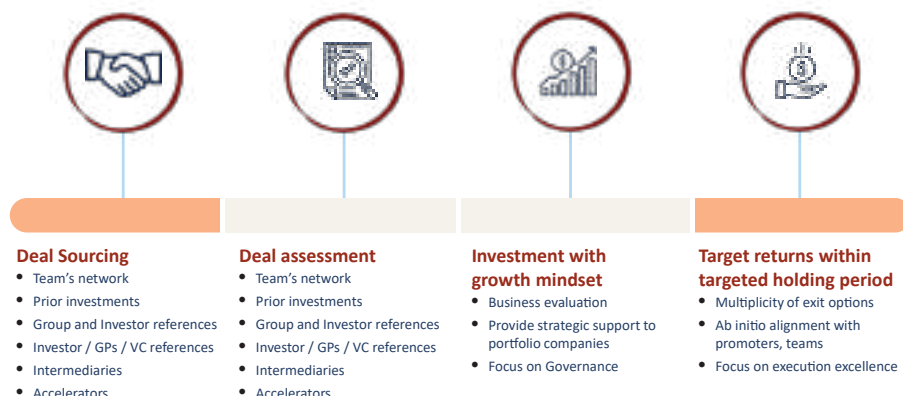 Deal Sourcing
• Team's network
• Prior investments
• Group and Investor references
• Investor / GPs / VC references
• Intermediaries
• Accelerators
Deal assessment
• Team's network
• Prior investments
• Group and Investor references
• Investor / GPs / VC references
• Intermediaries
• Accelerators
Investment with
growth mindset
• Business evaluation
• Provide strategic support to
portfolio companies
• Focus on Governance
Target returns within
targeted holding period
• Multiplicity of exit options
• Ab initio alignment with
promoters, teams
• Focus on execution excellence